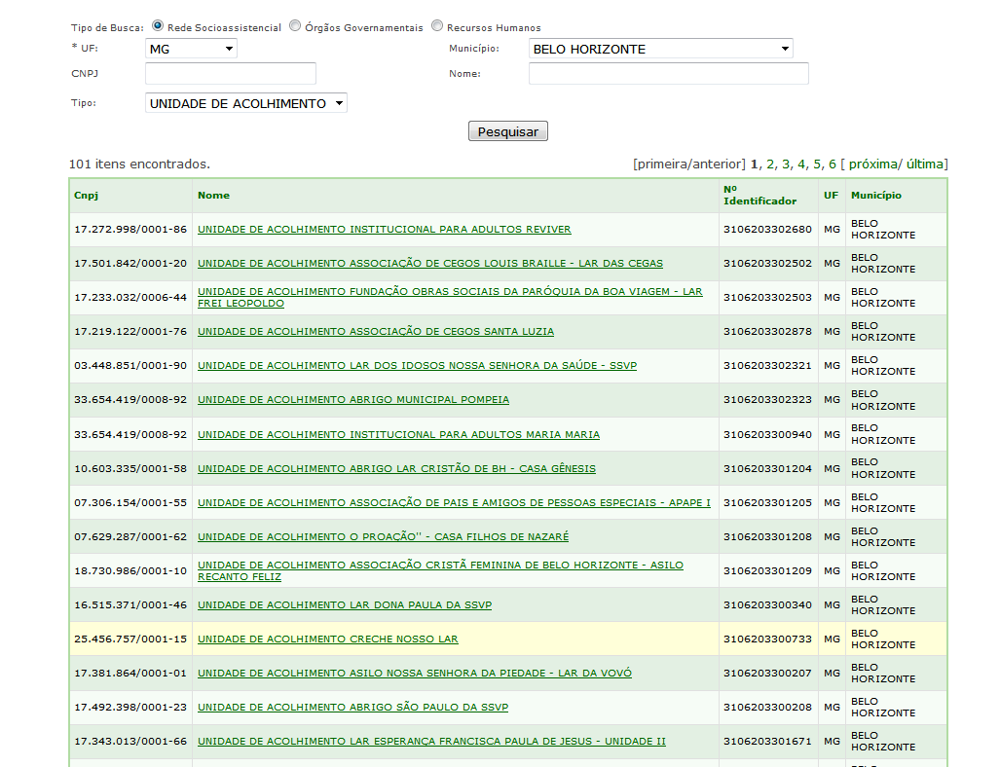 Tipo de Busca: Rede Socioassistencial Órgãos Governamentais Recursos Humanos
* UF: MG Município: BELO HORIZONTE
CNPJ Nome:
Tipo: UNIDADE DE ACOLHIMENTO
Pesquisar
101 itens encontrados. [primeira/anterior] 1, 2, 3, 4, 5, 6 [ próxima/ última]
Cnpj Nome Nº Identificador UF Município
17.272.998/0001-86 UNIDADE DE ACOLHIMENTO INSTITUCIONAL PARA ADULTOS REVIVER 3106203302680 MG BELO HORIZONTE
17.501.842/0001-20 UNIDADE DE ACOLHIMENTO ASSOCIAÇÃO DE CEGOS LOUIS BRAILLE - LAR DAS CEGAS 3106203302502 MG BELO HORIZONTE
17.233.032/0006-44 UNIDADE DE ACOLHIMENTO FUNDAÇÃO OBRAS SOCIAIS DA PARÓQUIA DA BOA VIAGEM - LAR FREI LEOPOLDO 3106203302503 MG BELO HORIZONTE
17.219.122/0001-76 UNIDADE DE ACOLHIMENTO ASSOCIAÇÃO DE CEGOS SANTA LUZIA 3106203302878 MG BELO HORIZONTE
03.448.851/0001-90 UNIDADE DE ACOLHIMENTO LAR DOS IDOSOS NOSSA SENHORA DA SAÚDE - SSVP 3106203302321 MG BELO HORIZONTE
33.654.419/0008-92 UNIDADE DE ACOLHIMENTO ABRIGO MUNICIPAL POMPEIA 3106203302323 MG BELO HORIZONTE
33.654.419/0008-92 UNIDADE DE ACOLHIMENTO INSTITUCIONAL PARA ADULTOS MARIA MARIA 3106203300940 MG BELO HORIZONTE
10.603.335/0001-58 UNIDADE DE ACOLHIMENTO ABRIGO LAR CRISTÃO DE BH - CASA GÊNESIS 3106203301204 MG BELO HORIZONTE
07.306.154/0001-55 UNIDADE DE ACOLHIMENTO ASSOCIAÇÃO DE PAIS E AMIGOS DE PESSOAS ESPECIAIS - APAPE I 3106203301205 MG BELO HORIZONTE
07.629.287/0001-62 UNIDADE DE ACOLHIMENTO O PROAÇÃO" - CASA FILHOS DE NAZARÉ 3106203301208 MG BELO HORIZONTE
18.730.986/0001-10 UNIDADE DE ACOLHIMENTO ASSOCIAÇÃO CRISTÃ FEMININA DE BELO HORIZONTE - ASILO RECANTO FELIZ 3106203301209 MG BELO HORIZONTE
16.515.371/0001-46 UNIDADE DE ACOLHIMENTO LAR DONA PAULA DA SSVP 3106203300340 MG BELO HORIZONTE
25.456.757/0001-15 UNIDADE DE ACOLHIMENTO CRECHE NOSSO LAR 3106203300733 MG BELO HORIZONTE
17.381.864/0001-01 UNIDADE DE ACOLHIMENTO ASILO NOSSA SENHORA DA PIEDADE - LAR DA VOVÓ 3106203300207 MG BELO HORIZONTE
17.492.398/0001-23 UNIDADE DE ACOLHIMENTO ABRIGO SÃO PAULO DA SSVP 3106203300208 MG BELO HORIZONTE
17.343.013/0001-66 UNIDADE DE ACOLHIMENTO LAR ESPERANÇA FRANCISCA PAULA DE JESUS - UNIDADE II 3106203301671 MG BELO HORIZONTE